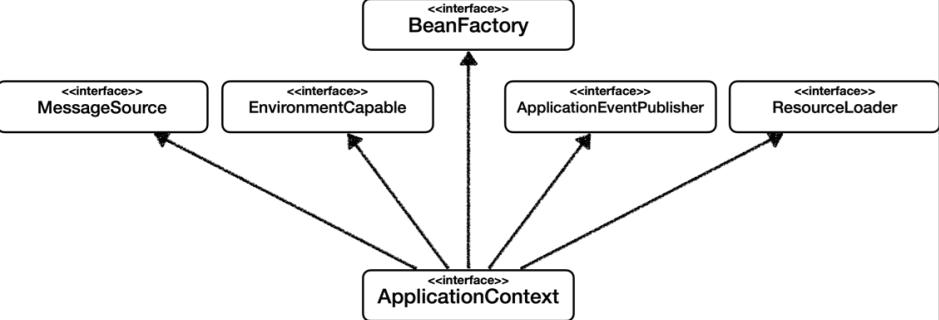 <<interface>>
BeanFactory
<<interface>>
MessageSource
<<interface>>
EnvironmentCapable
<<interface>>
ApplicationEventPublisher
<<interface>>
ResourceLoader
<<interface>>
ApplicationContext